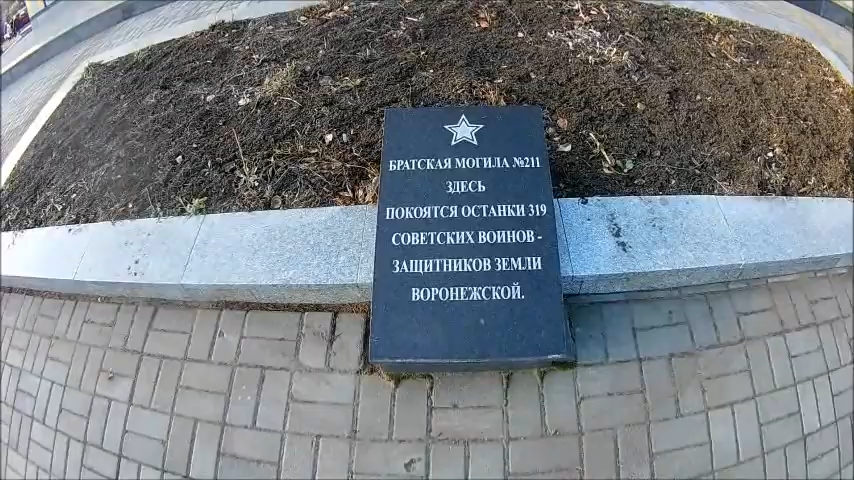 БРАТСКАЯ МОГИЛА №211
ЗДЕСЬ
ПОКОЯТСЯ ОСТАНКИ 319
СОВЕТСКИХ ВОИНОВ -
ЗАЩИТНИКОВ ЗЕМЛИ
ВОРОНЕЖСКОЙ.